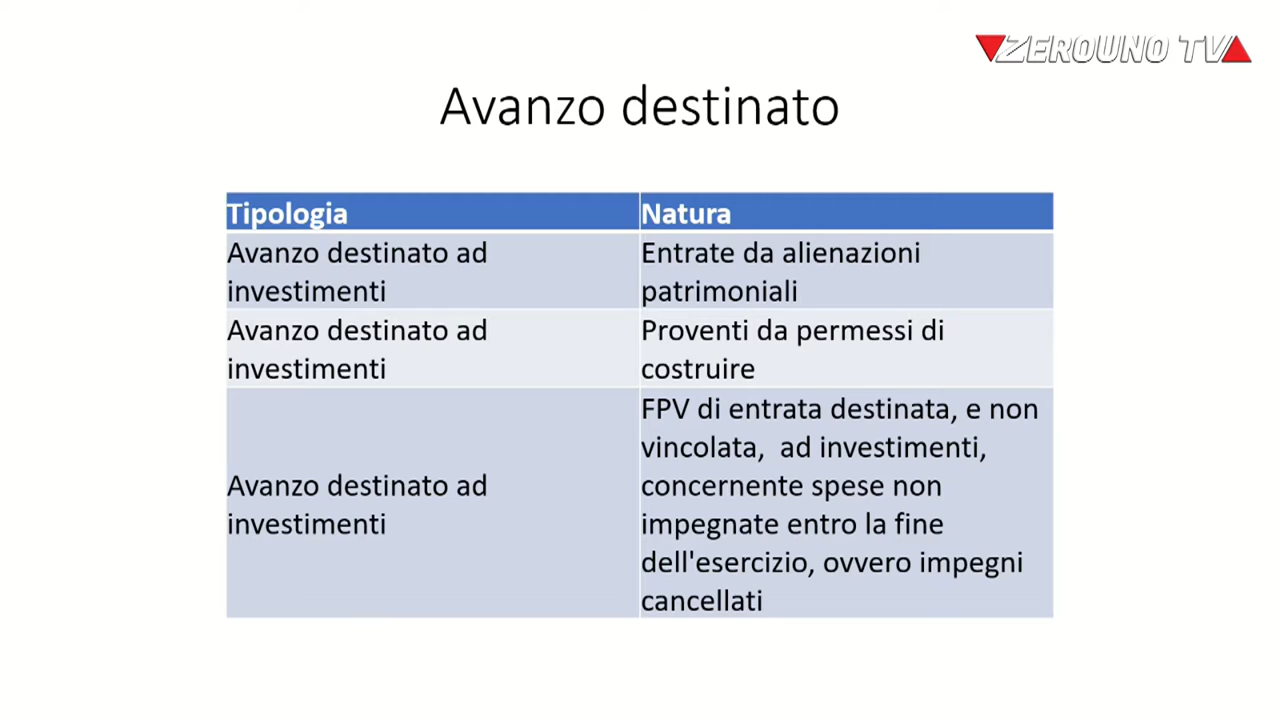 ZEROUNO TV
Avanzo destinato
Tipologia
Natura
Avanzo destinato ad
investimenti
Entrate da alienazioni
patrimoniali
Avanzo destinato ad
investimenti
Proventi da permessi di
costruire
Avanzo destinato ad
investimenti
FPV di entrata destinata, e non
vincolata,  ad investimenti,
concernente spese non
impegnate entro la fine
dell'esercizio, ovvero impegni
cancellati